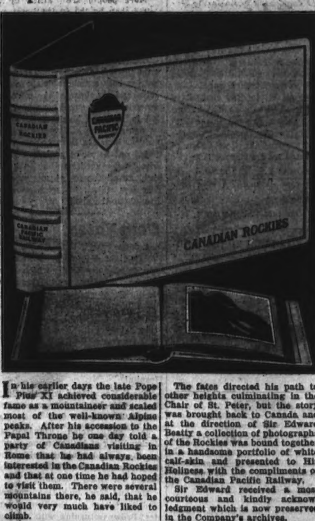 CANADIAN
ROCKIES
CANADIAN
PACIFIC
CANADIAN
PACIFIC
RAILWAY
CANADIAN ROCKIES
In his earlier days the late Pope
Pius XI achieved considerable
fame as a mountaineer and scaled
most of the well-known Alpine
peaks. After his accession to the
Papal Throne he one day told a
party of Canadians visiting in
Rome that he had always been
interested in the Canadian Rockies
and that at one time he had hoped
to visit them. There were several
mountains there, he said, that he
would very much have liked to
climb.
The fates directed his path to
other heights culminating in the
Chair of St. Peter, but the story
was brought back to Canada and
at the direction of Sir Edward
Beatty a collection of photographs
of the Rockies was bound together
in a handsome portfolio of white
calf-skin and presented to His
Holiness with the compliments of
the Canadian Pacific Railway.
Sir Edward received a most
courteous and kindly acknow-
ledgment which is now preserved
in the Company's archives.